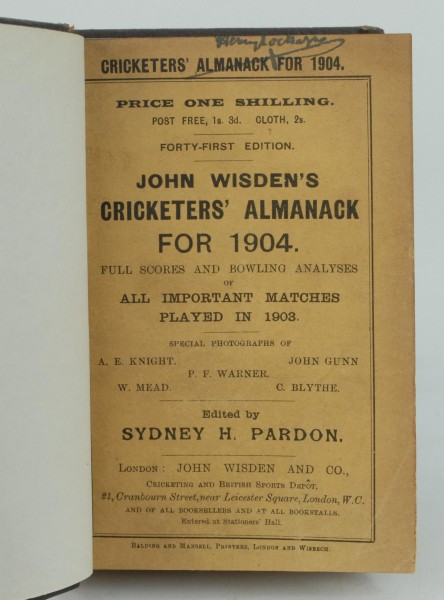 CRICKETERS' ALMANACK FOR 1904.
PRICE ONE SHILLING.
POST FREE, 1s. 3d. CLOTH, 2s.
FORTY-FIRST EDITION.
JOHN WISDEN'S
CRICKETERS' ALMANACK
FOR 1904.
FULL SCORES AND BOWLING ANALYSES
OF
ALL IMPORTANT MATCHES
PLAYED IN 1903.
SPECIAL PHOTOGRAPHS OF
A. E. KNIGHT. JOHN GUNN
P. F. WARNER.
W. MEAD. C. BLYTHE.
Edited by
SYDNEY H. PARDON.
LONDON: JOHN WISDEN AND CO.,
CRICKETING AND BRITISH SPORTS DEPÔT,
21, Cranbourn Street, near Leicester Square, London, W.C.
AND OF ALL BOOKSELLERS AND AT ALL BOOKSTALLS.
Entered at Stationers' Hall.
BALDING AND MANSELL, PRINTERS, LONDON AND WISBECH.